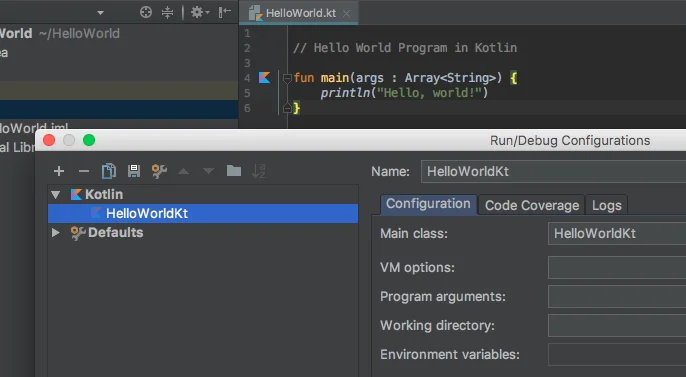 HelloWorld.kt
World ~/HelloWorld
ea
1
2 // Hello World Program in Kotlin
3
4 fun main(args : Array<String>) {
5 println("Hello, world!")
6 }
loWorld.iml
al Libr
Run/Debug Configurations
Name: HelloWorldKt
Kotlin
HelloWorldKt
Defaults
Configuration Code Coverage Logs
Main class: HelloWorldKt
VM options:
Program arguments:
Working directory:
Environment variables: